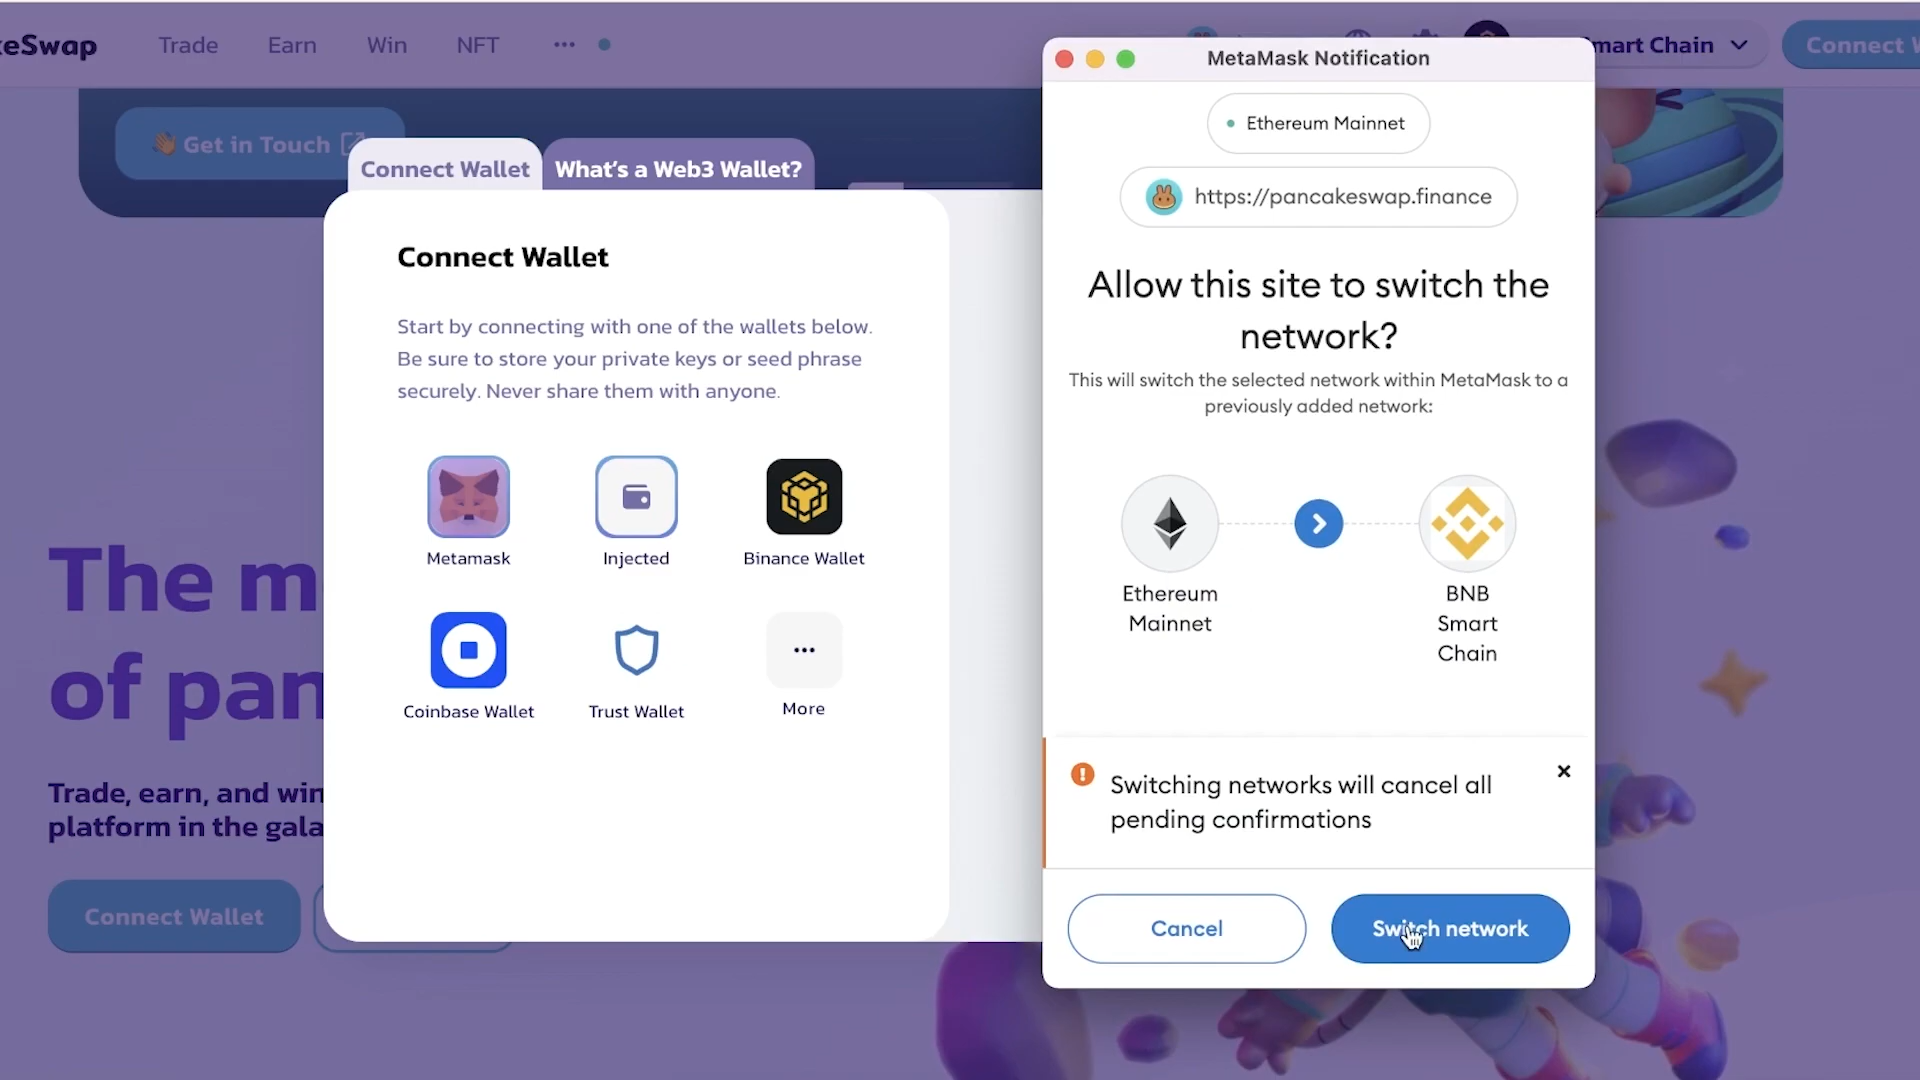 keSwap
Trade
Earn
Win
NFT
•••
mart Chain
Connect W
👋 Get in Touch
Connect Wallet
What's a Web3 Wallet?
Connect Wallet
Start by connecting with one of the wallets below.
Be sure to store your private keys or seed phrase
securely. Never share them with anyone.
Metamask
Injected
Binance Wallet
Coinbase Wallet
Trust Wallet
More
The m
of pan
Trade, earn, and win
platform in the gala
Connect Wallet
MetaMask Notification
Ethereum Mainnet
https://pancakeswap.finance
Allow this site to switch the
network?
This will switch the selected network within MetaMask to a
previously added network:
Ethereum
Mainnet
BNB
Smart
Chain
Switching networks will cancel all
pending confirmations
Cancel
Switch network